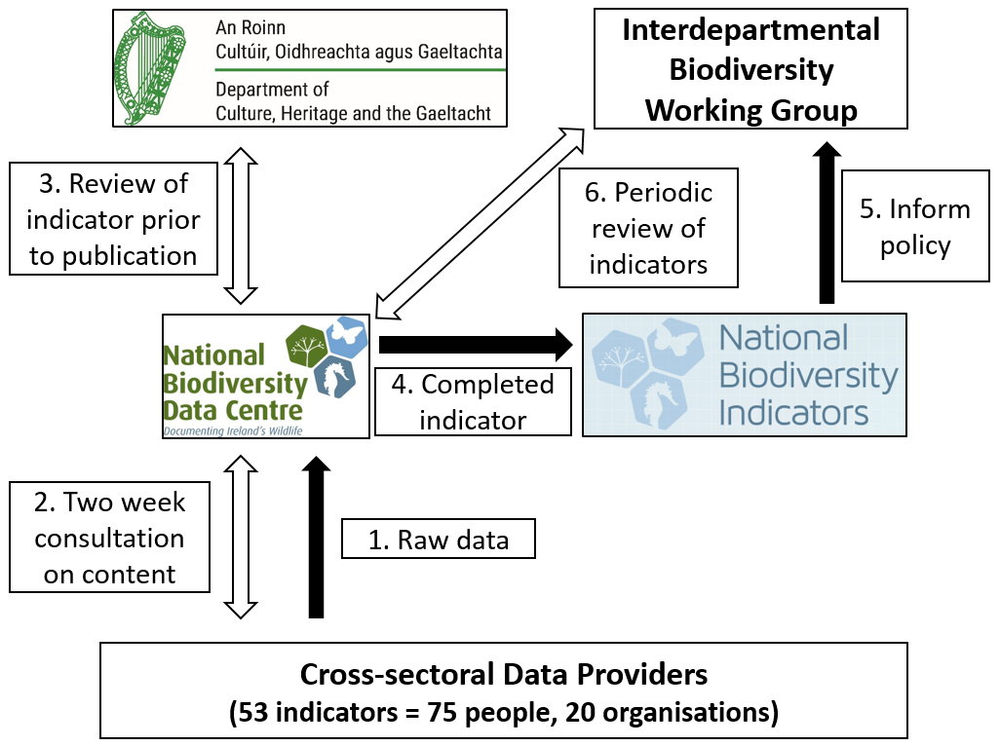 An Roinn
Cultúir, Oidhreachta agus Gaeltachta
Department of
Culture, Heritage and the Gaeltacht
Interdepartmental
Biodiversity
Working Group
3. Review of
indicator prior
to publication
6. Periodic
review of
indicators
5. Inform
policy
National
Biodiversity
Data Centre
Documenting Ireland's Wildlife
4. Completed
indicator
National
Biodiversity
Indicators
2. Two week
consultation
on content
1. Raw data
Cross-sectoral Data Providers
(53 indicators = 75 people, 20 organisations)